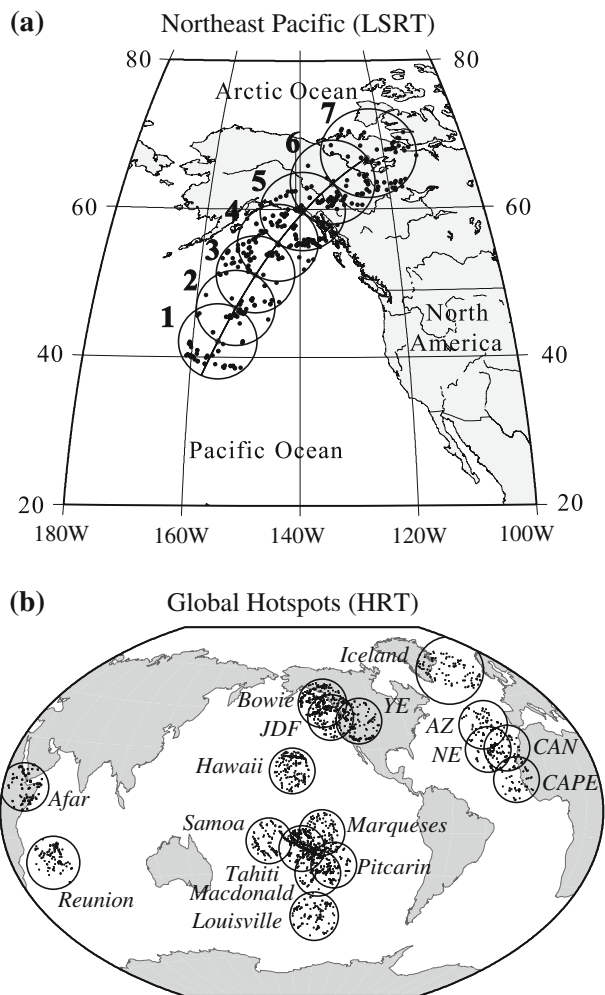 (a) Northeast Pacific (LSRT)
80 80
Arctic Ocean
7
6
5
60 60
4
3
2
1
North
America
40 40
Pacific Ocean
20 20
180W 160W 140W 120W 100W
(b) Global Hotspots (HRT)
Iceland
Bowie YE
JDF AZ
NE CAN
Hawaii
CAPE
Afar
Samoa Marqueses
Tahiti Pitcarin
Macdonald
Reunion
Louisville